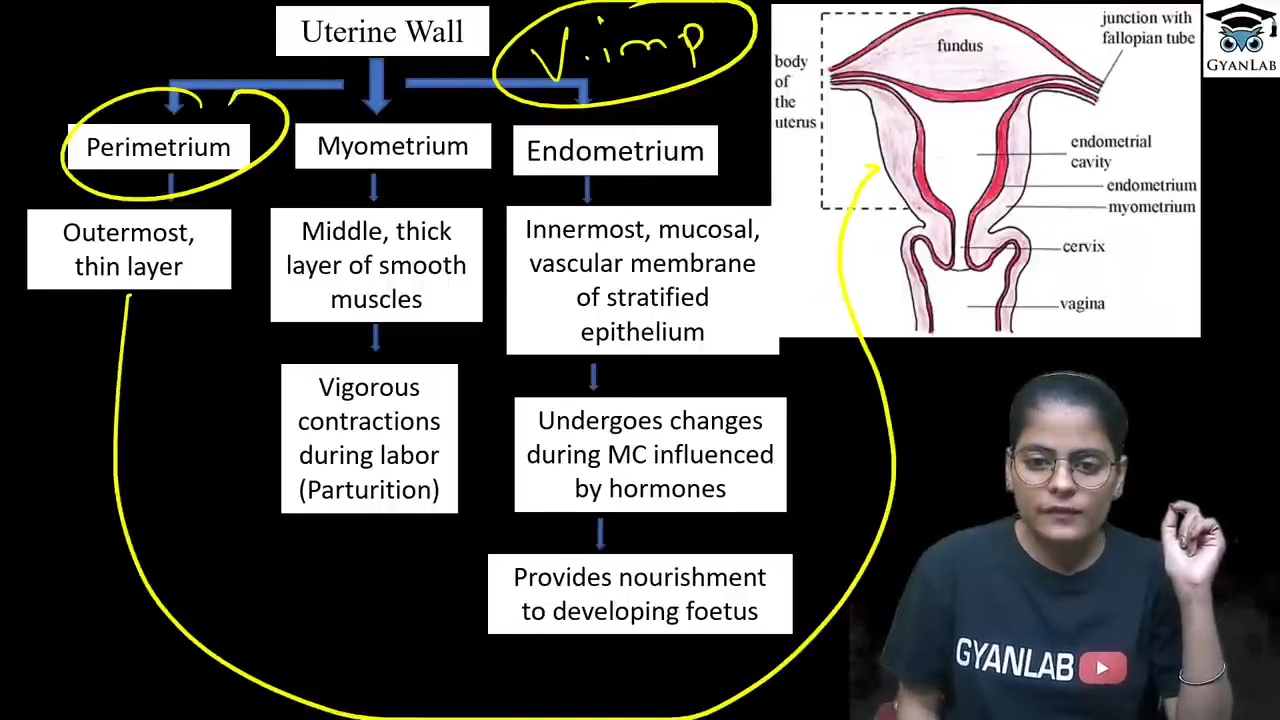 Uterine Wall
V. imp
Perimetrium
Myometrium
Endometrium
Outermost,
thin layer
Middle, thick
layer of smooth
muscles
Innermost, mucosal,
vascular membrane
of stratified
epithelium
Vigorous
contractions
during labor
(Parturition)
Undergoes changes
during MC influenced
by hormones
Provides nourishment
to developing foetus
body
of
the
uterus
fundus
junction with
fallopian tube
endometrial
cavity
endometrium
myometrium
cervix
vagina
GYANLAB
GYANLAB